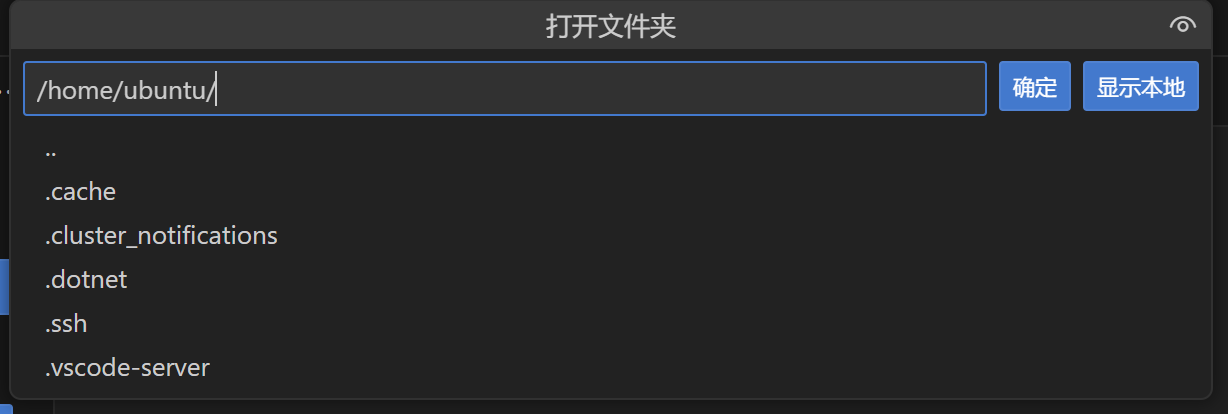 打开文件夹
/home/ubuntu/
确定
显示本地
..
.cache
.cluster_notifications
.dotnet
.ssh
.vscode-server